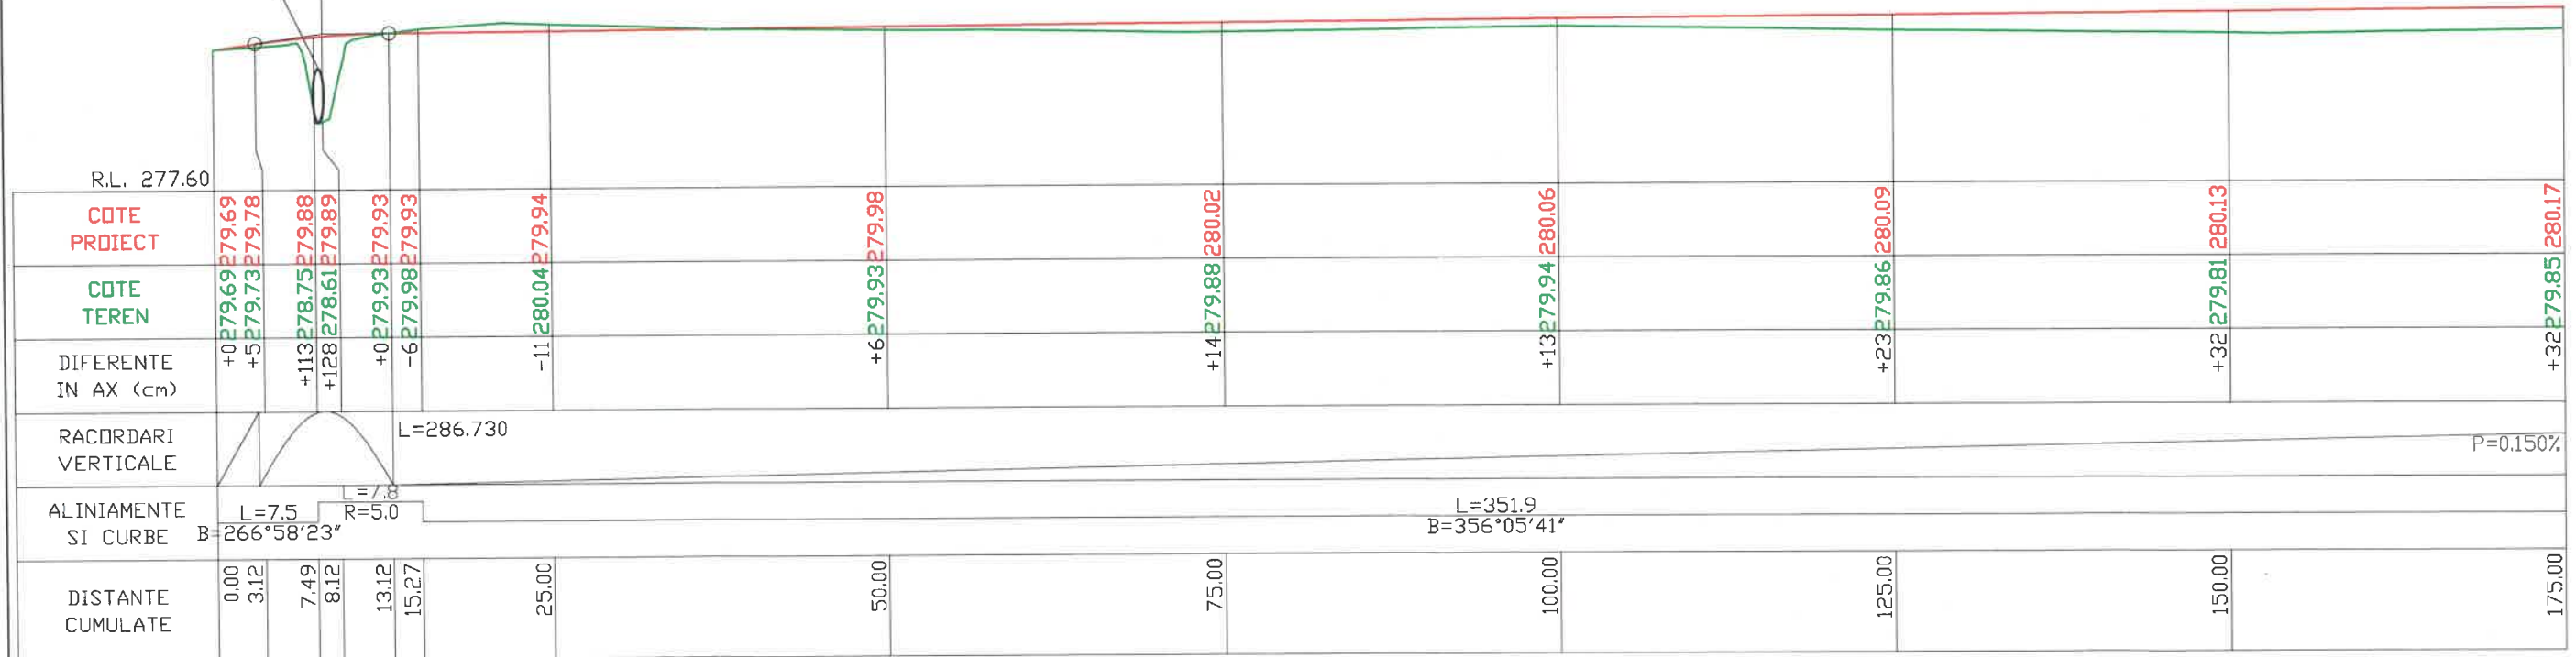 R.L. 277.60
COTE
PROIECT
279.69 279.78 279.88 279.89 279.93 279.93 279.94 279.98 280.02 280.06 280.09 280.13 280.17
COTE
TEREN
279.69 279.73 278.75 278.61 279.93 279.98 280.04 279.93 279.88 279.94 279.86 279.81 279.85
DIFERENTE
IN AX (cm)
+0 +5 +113 +128 +0 -6 -11 +6 +14 +13 +23 +32 +32
RACORDARI
VERTICALE
L=286.730
P=0.150%
ALINIAMENTE
SI CURBE
L=7.5
B=266°58'23"
L=7.8
R=5.0
L=351.9
B=356°05'41"
DISTANTE
CUMULATE
0.00 3.12 7.49 8.12 13.12 15.27 25.00 50.00 75.00 100.00 125.00 150.00 175.00